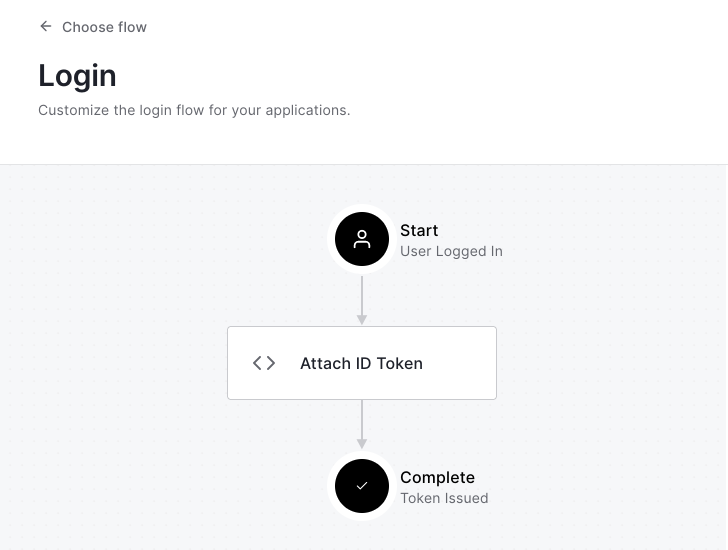 Choose flow
Login
Customize the login flow for your applications.
Start
User Logged In
Attach ID Token
Complete
Token Issued